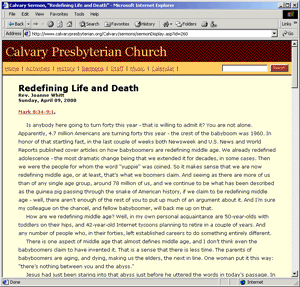 Calvary Sermon, "Redefining Life and Death" - Microsoft Internet Explorer
File Edit View Favorites Tools Help
Back Search Favorites History
Address http://www.calvarypresbyterian.org/Calvary/sermons/sermonDisplay.asp?id=260 Go
Calvary Presbyterian Church
Home | Activities | History | Sermons | Staff | Music | Calendar | Search
Redefining Life and Death
Rev. Joanne Whitt
Sunday, April 09, 2000
Mark 8:34-9:1.
Is anybody here going to turn forty this year - that is willing to admit it? You are not alone.
Apparently, 4.7 million Americans are turning forty this year - the crest of the babyboom was 1960. In
honor of that startling fact, in the last couple of weeks both Newsweek and U.S. News and World
Reports published cover articles on how babyboomers are redefining middle age. We already redefined
adolescence - the most dramatic change being that we extended it for decades, in some cases. Then
we were the people for whom the word "yuppie" was coined. So it makes sense that we are now
redefining middle age, or at least, that's what we boomers claim. And seeing as there are more of us
than of any single age group, around 78 million of us, and we continue to be what has been described
as the guinea pig passing through the snake of American history, if we claim to be redefining middle
age - well, there aren't enough of the rest of you to put up much of an argument about it. And I'm sure
my colleague on the chancel, and fellow babyboomer, will back me up on that.
How are we redefining middle age? Well, in my own personal acquaintance are 50-year-olds with
toddlers on their hips, and 42-year-old Internet tycoons planning to retire in a couple of years. And
any number of people who, in their forties, left established careers to do something entirely different.
There is one aspect of middle age that almost defines middle age, and I don't think even the
babyboomers claim to have invented it. That is a sense that there is less time. The parents of
babyboomers are aging, and dying, making us the elders, next in line. One woman put it this way:
"there's nothing between you and the abyss."
Jesus had just been staring into that abyss just before he uttered the words in today's passage. In
Done Internet